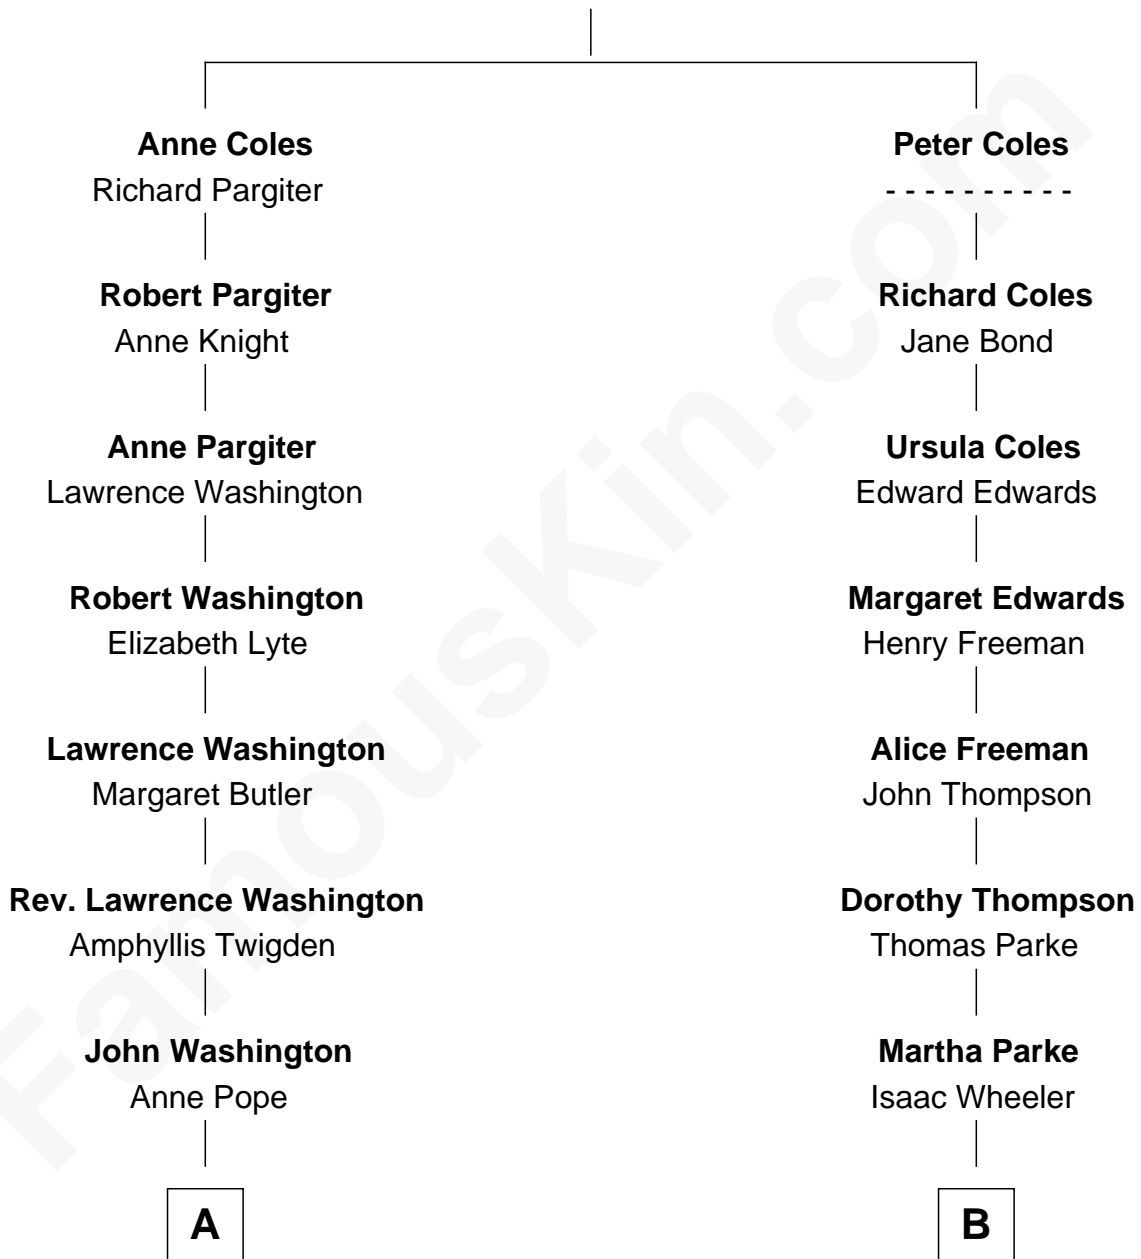 Anne Coles
Richard Pargiter
Robert Pargiter
Anne Knight
Anne Pargiter
Lawrence Washington
Robert Washington
Elizabeth Lyte
Lawrence Washington
Margaret Butler
Rev. Lawrence Washington
Amphyllis Twigden
John Washington
Anne Pope
A
Peter Coles
- - - - - - - - - -
Richard Coles
Jane Bond
Ursula Coles
Edward Edwards
Margaret Edwards
Henry Freeman
Alice Freeman
John Thompson
Dorothy Thompson
Thomas Parke
Martha Parke
Isaac Wheeler
B
FamousKin.com